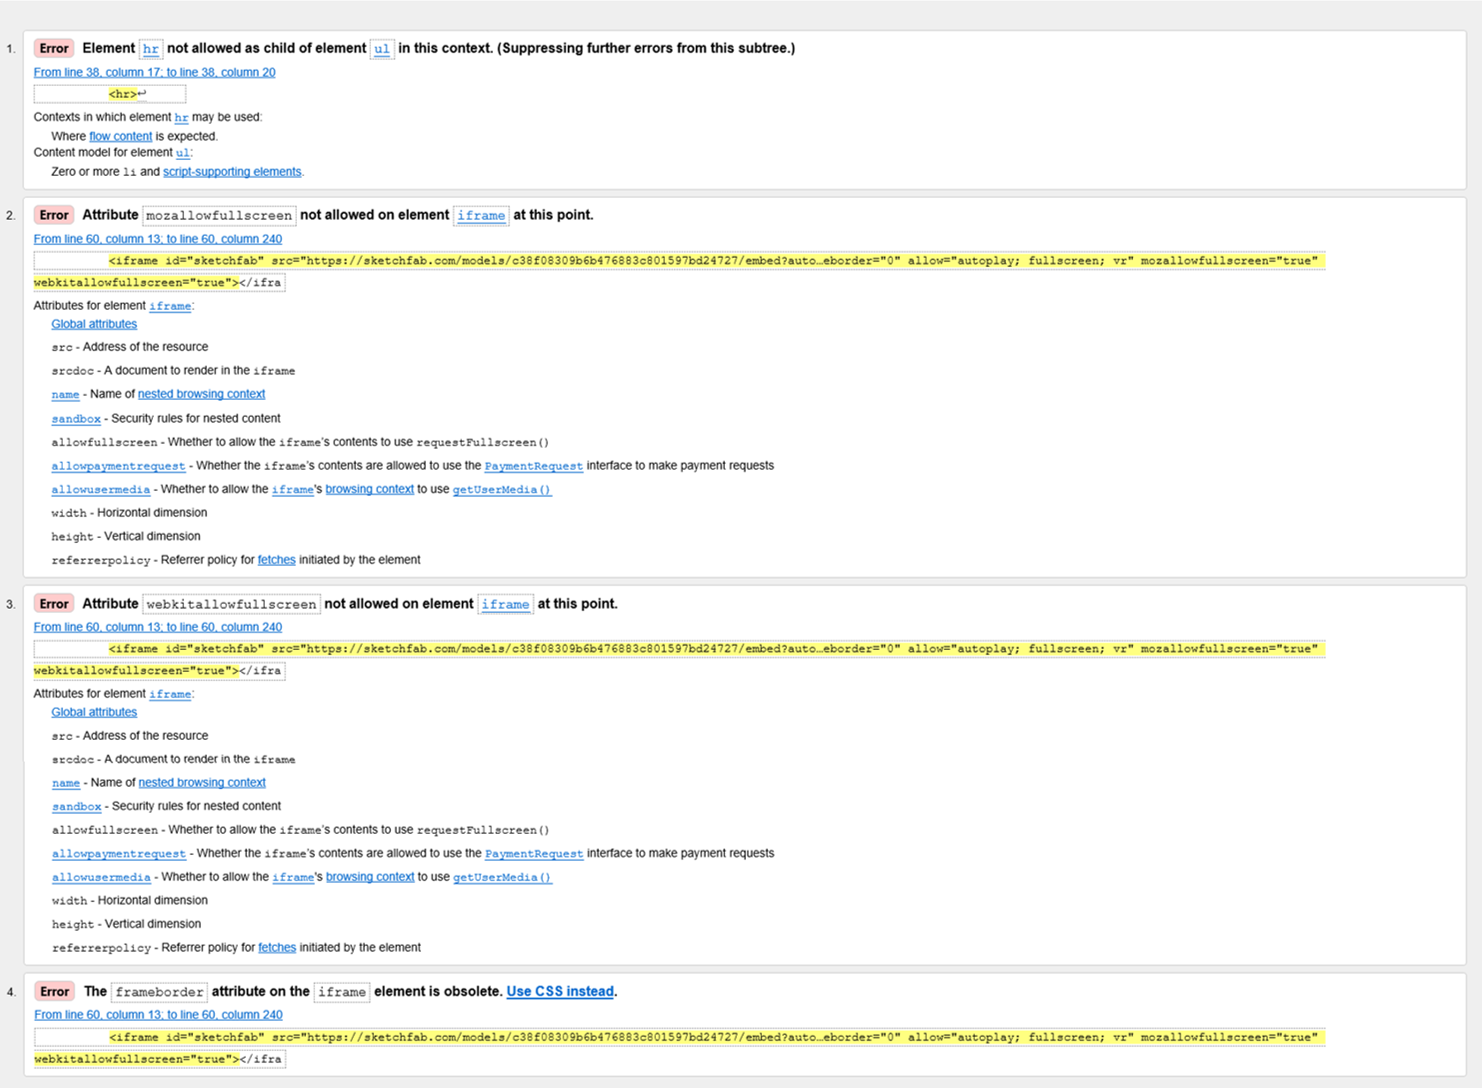 1. Error Element hr not allowed as child of element ul in this context. (Suppressing further errors from this subtree.)
From line 38, column 17; to line 38, column 20
<hr>↩
Contexts in which element hr may be used:
Where flow content is expected.
Content model for element ul:
Zero or more li and script-supporting elements.
2. Error Attribute mozallowfullscreen not allowed on element iframe at this point.
From line 60, column 13; to line 60, column 240
<iframe id="sketchfab" src="https://sketchfab.com/models/c38f08309b6b476883c801597bd24727/embed?auto…eborder="0" allow="autoplay; fullscreen; vr" mozallowfullscreen="true"
webkitallowfullscreen="true"></ifra
Attributes for element iframe:
Global attributes
src - Address of the resource
srcdoc - A document to render in the iframe
name - Name of nested browsing context
sandbox - Security rules for nested content
allowfullscreen - Whether to allow the iframe's contents to use requestFullscreen()
allowpaymentrequest - Whether the iframe's contents are allowed to use the PaymentRequest interface to make payment requests
allowusermedia - Whether to allow the iframe's browsing context to use getUserMedia()
width - Horizontal dimension
height - Vertical dimension
referrerpolicy - Referrer policy for fetches initiated by the element
3. Error Attribute webkitallowfullscreen not allowed on element iframe at this point.
From line 60, column 13; to line 60, column 240
<iframe id="sketchfab" src="https://sketchfab.com/models/c38f08309b6b476883c801597bd24727/embed?auto…eborder="0" allow="autoplay; fullscreen; vr" mozallowfullscreen="true"
webkitallowfullscreen="true"></ifra
Attributes for element iframe:
Global attributes
src - Address of the resource
srcdoc - A document to render in the iframe
name - Name of nested browsing context
sandbox - Security rules for nested content
allowfullscreen - Whether to allow the iframe's contents to use requestFullscreen()
allowpaymentrequest - Whether the iframe's contents are allowed to use the PaymentRequest interface to make payment requests
allowusermedia - Whether to allow the iframe's browsing context to use getUserMedia()
width - Horizontal dimension
height - Vertical dimension
referrerpolicy - Referrer policy for fetches initiated by the element
4. Error The frameborder attribute on the iframe element is obsolete. Use CSS instead.
From line 60, column 13; to line 60, column 240
<iframe id="sketchfab" src="https://sketchfab.com/models/c38f08309b6b476883c801597bd24727/embed?auto…eborder="0" allow="autoplay; fullscreen; vr" mozallowfullscreen="true"
webkitallowfullscreen="true"></ifra